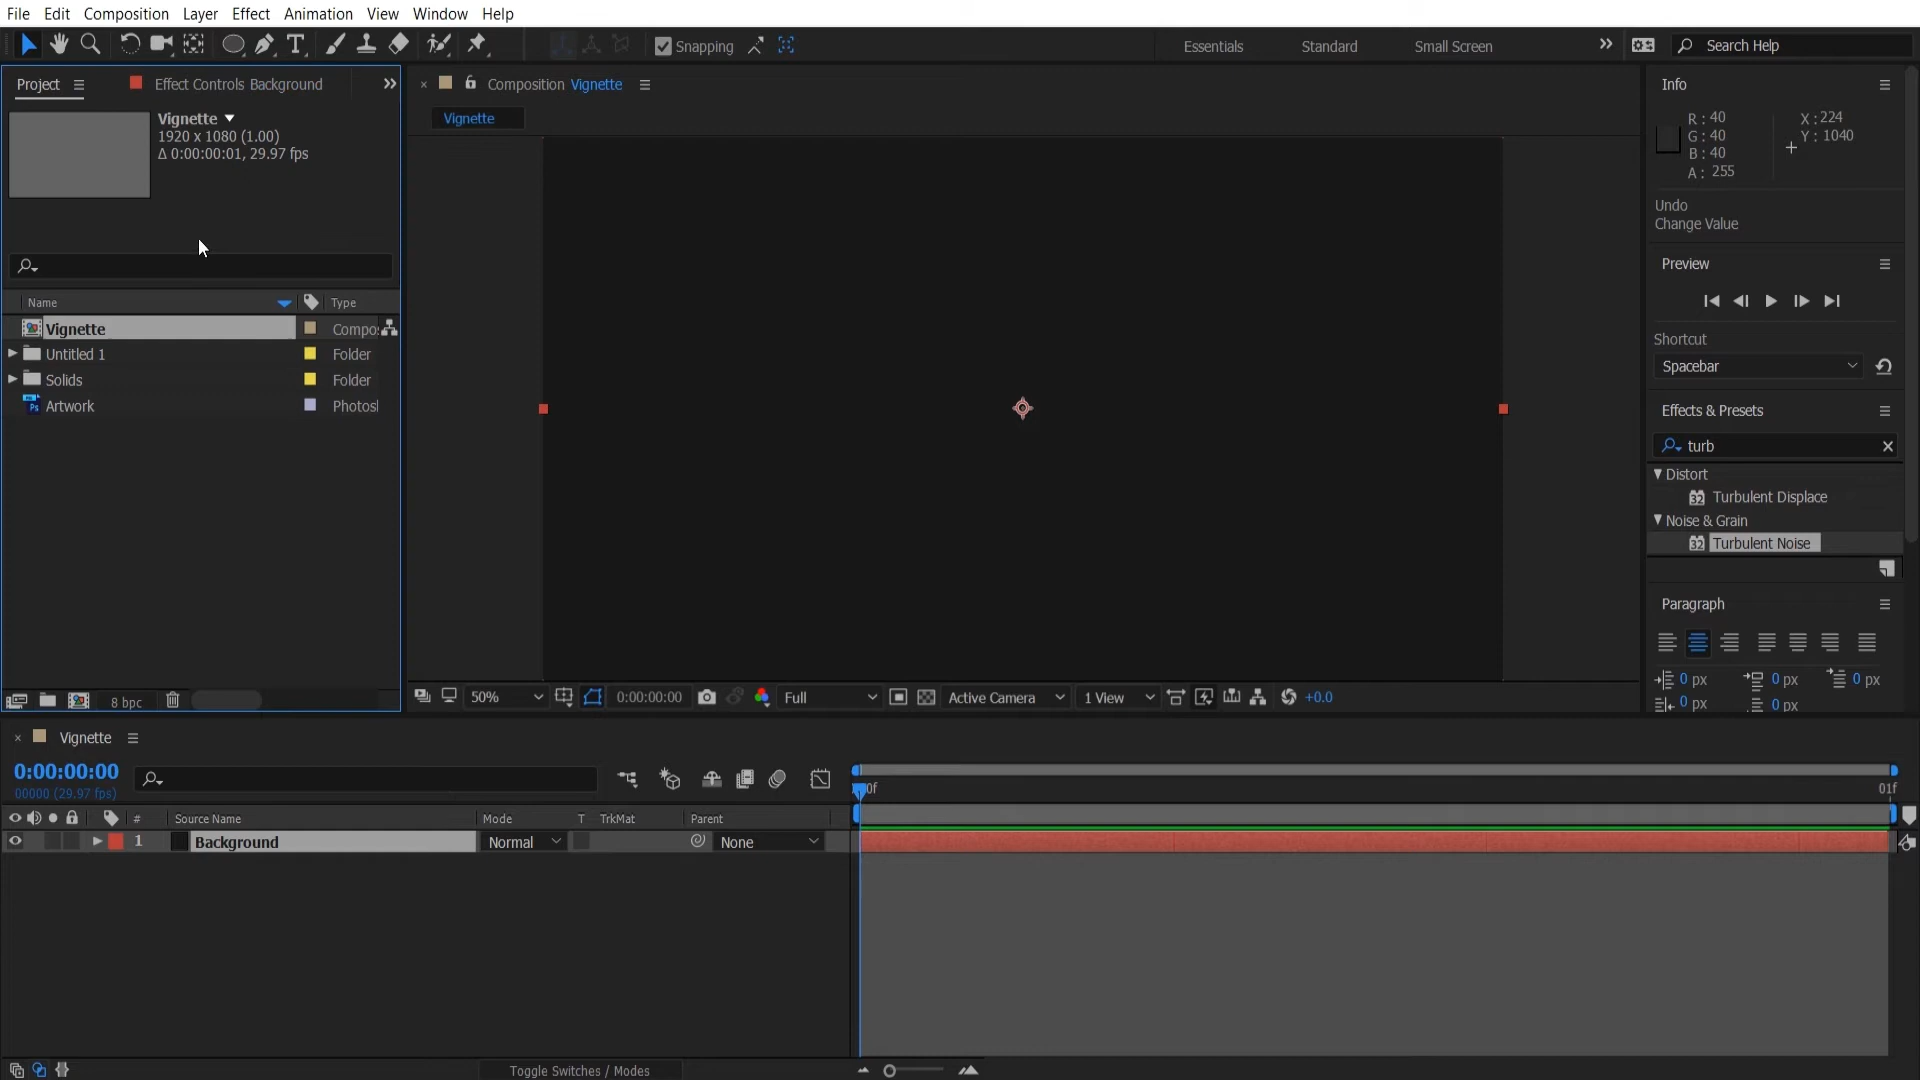 File Edit Composition Layer Effect Animation View Window Help
Snapping
Essentials Standard Small Screen
Search Help
Project
Effect Controls Background
Vignette
1920 x 1080 (1.00)
Δ 0:00:00:01, 29.97 fps
Name Type
Vignette Compo:
Untitled 1 Folder
Solids Folder
Ps Artwork Photosl
8 bpc
Composition Vignette
Vignette
50% 0:00:00:00 Full Active Camera 1 View +0.0
Info
R: 40 X: 224
G: 40 Y: 1040
B: 40
A: 255
Undo
Change Value
Preview
Shortcut
Spacebar
Effects & Presets
turb
Distort
32 Turbulent Displace
Noise & Grain
32 Turbulent Noise
Paragraph
0 px 0 px 0 px
0 px 0 px
Vignette
0:00:00:00
00000 (29.97 fps)
0f 01f
# Source Name Mode T TrkMat Parent
1 Background Normal None
Toggle Switches / Modes